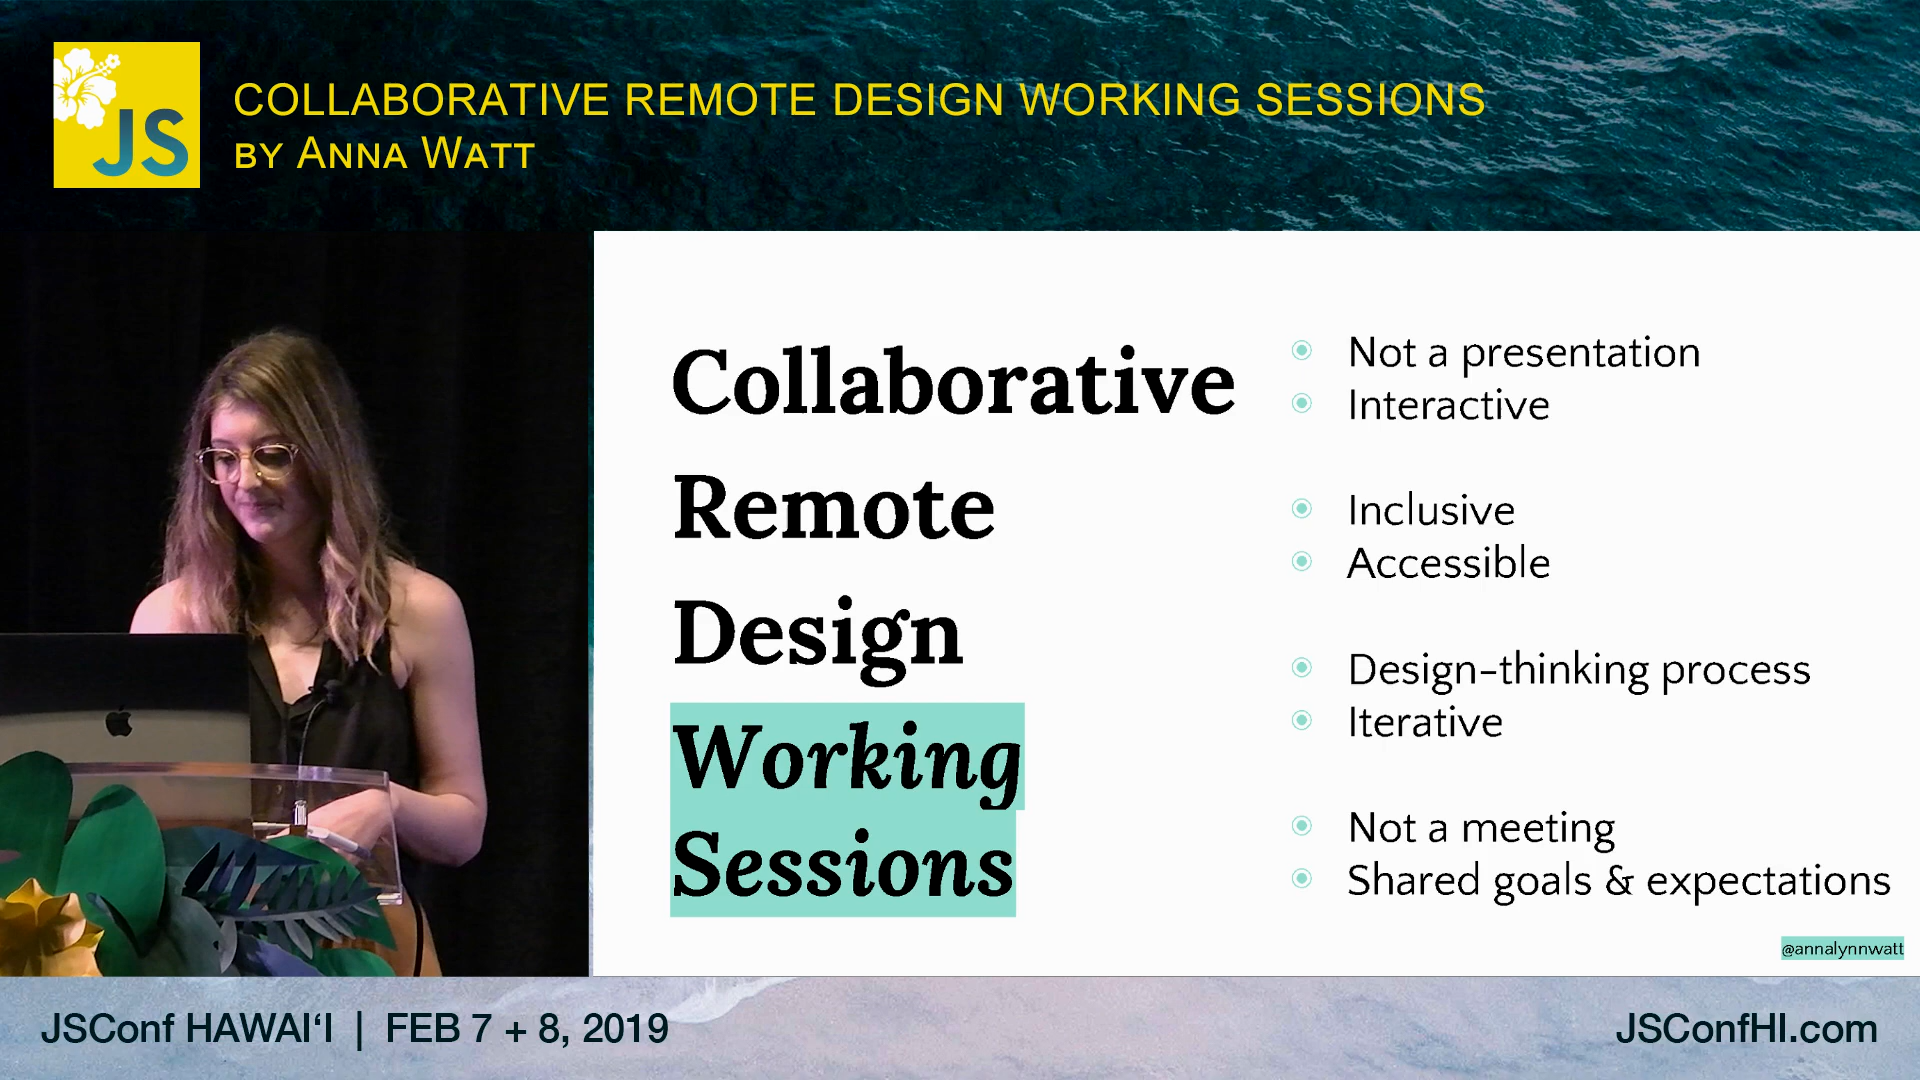 JS
COLLABORATIVE REMOTE DESIGN WORKING SESSIONS
BY ANNA WATT
Collaborative
Remote
Design
Working
Sessions
Not a presentation
Interactive
Inclusive
Accessible
Design-thinking process
Iterative
Not a meeting
Shared goals & expectations
@annalynnwatt
JSConf HAWAI‘I | FEB 7 + 8, 2019
JSConfHI.com